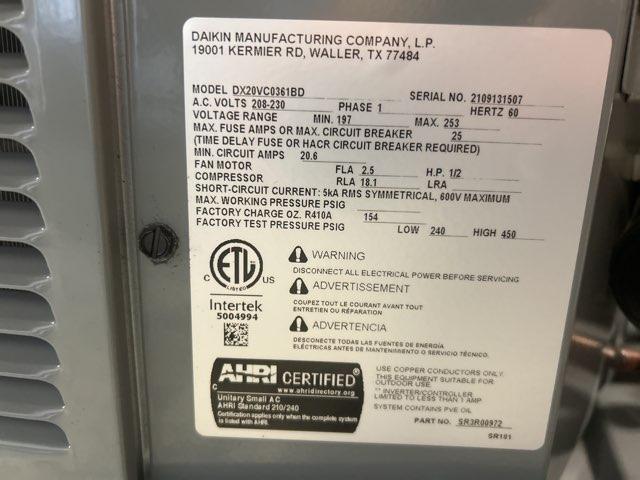 DAIKIN MANUFACTURING COMPANY, L.P.
19001 KERMIER RD, WALLER, TX 77484
MODEL DX20VC0361BD SERIAL NO. 2109131507
A.C. VOLTS 208-230 PHASE 1 HERTZ 60
VOLTAGE RANGE MIN. 197 MAX. 253
MAX. FUSE AMPS OR MAX. CIRCUIT BREAKER 25
(TIME DELAY FUSE OR HACR CIRCUIT BREAKER REQUIRED)
MIN. CIRCUIT AMPS 20.6
FAN MOTOR FLA 2.5 H.P. 1/2
COMPRESSOR RLA 18.1 LRA
SHORT-CIRCUIT CURRENT: 5kA RMS SYMMETRICAL, 600V MAXIMUM
MAX. WORKING PRESSURE PSIG
FACTORY CHARGE OZ. R410A 154
FACTORY TEST PRESSURE PSIG LOW 240 HIGH 450
C ETL US
LISTED
Intertek
5004994
WARNING
DISCONNECT ALL ELECTRICAL POWER BEFORE SERVICING
ADVERTISSEMENT
COUPEZ TOUT LE COURANT AVANT TOUT
ENTRETIEN OU RÉPARATION
ADVERTENCIA
DESCONECTE TODAS LAS FUENTES DE ENERGÍA
ELÉCTRICA ANTES DE MANTENIMIENTO O SERVICIO TÉCNICO.
C AHRI CERTIFIED®
www.ahridirectory.org
Unitary Small AC
AHRI Standard 210/240
Certification applies only when the complete system
is listed with AHRI.
USE COPPER CONDUCTORS ONLY.
THIS EQUIPMENT SUITABLE FOR
OUTDOOR USE.
** INVERTER/CONTROLLER
LIMITED TO LESS THAN 1 AMP
SYSTEM CONTAINS PVE OIL
PART NO. SR3R00972
SR101